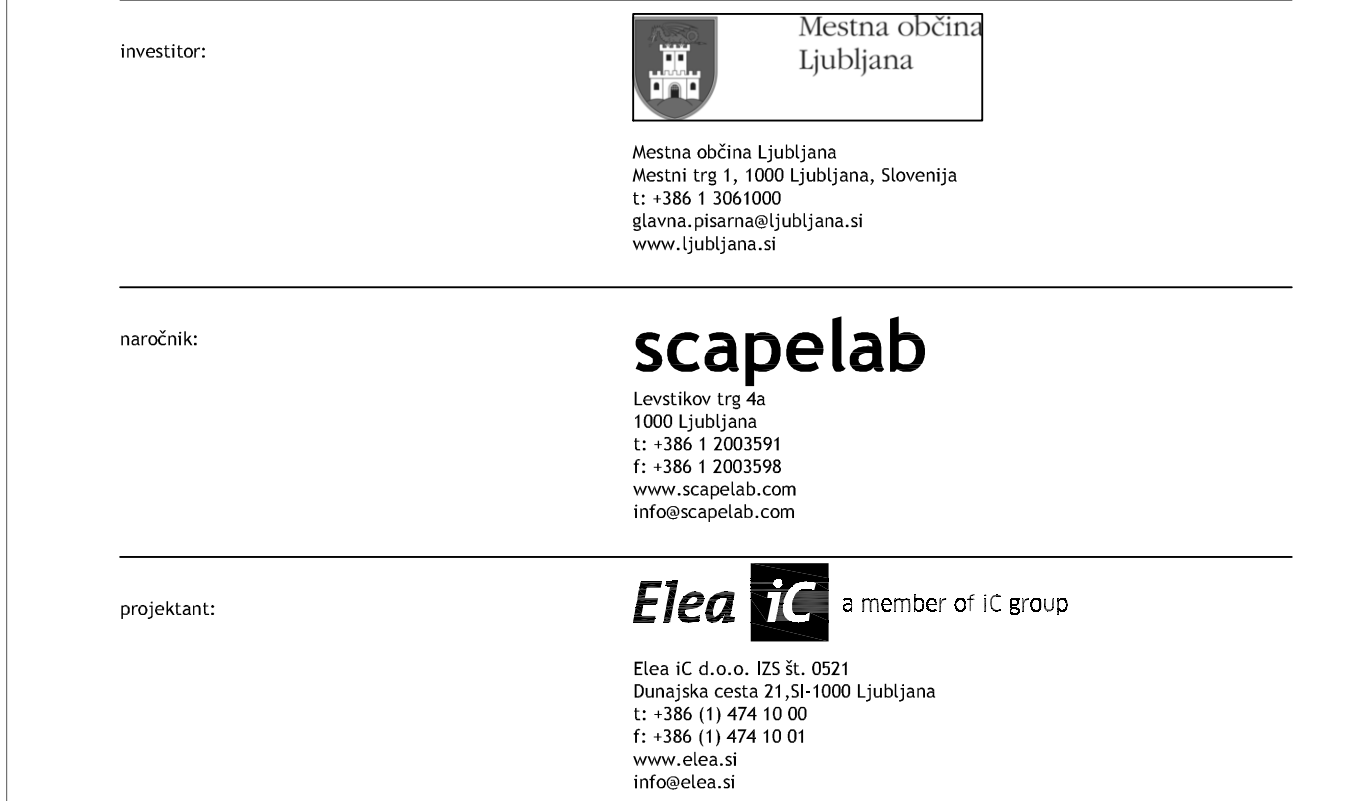 investitor:
Mestna občina
Ljubljana
Mestna občina Ljubljana
Mestni trg 1, 1000 Ljubljana, Slovenija
t: +386 1 3061000
glavna.pisarna@ljubljana.si
www.ljubljana.si
naročnik:
scapelab
Levstikov trg 4a
1000 Ljubljana
t: +386 1 2003591
f: +386 1 2003598
www.scapelab.com
info@scapelab.com
projektant:
Elea iC a member of iC group
Elea iC d.o.o. IZS št. 0521
Dunajska cesta 21,SI-1000 Ljubljana
t: +386 (1) 474 10 00
f: +386 (1) 474 10 01
www.elea.si
info@elea.si